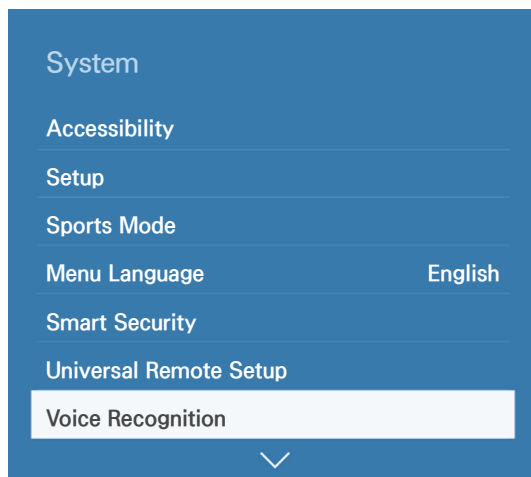 System
Accessibility
Setup
Sports Mode
Menu Language English
Smart Security
Universal Remote Setup
Voice Recognition